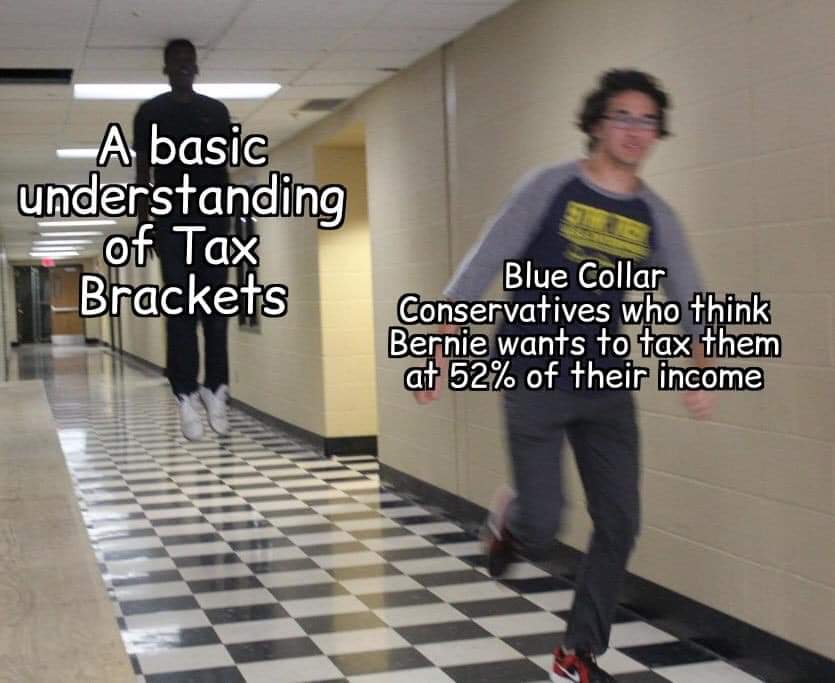 A basic
understanding
of Tax
Brackets
Blue Collar
Conservatives who think
Bernie wants to tax them
at 52% of their income